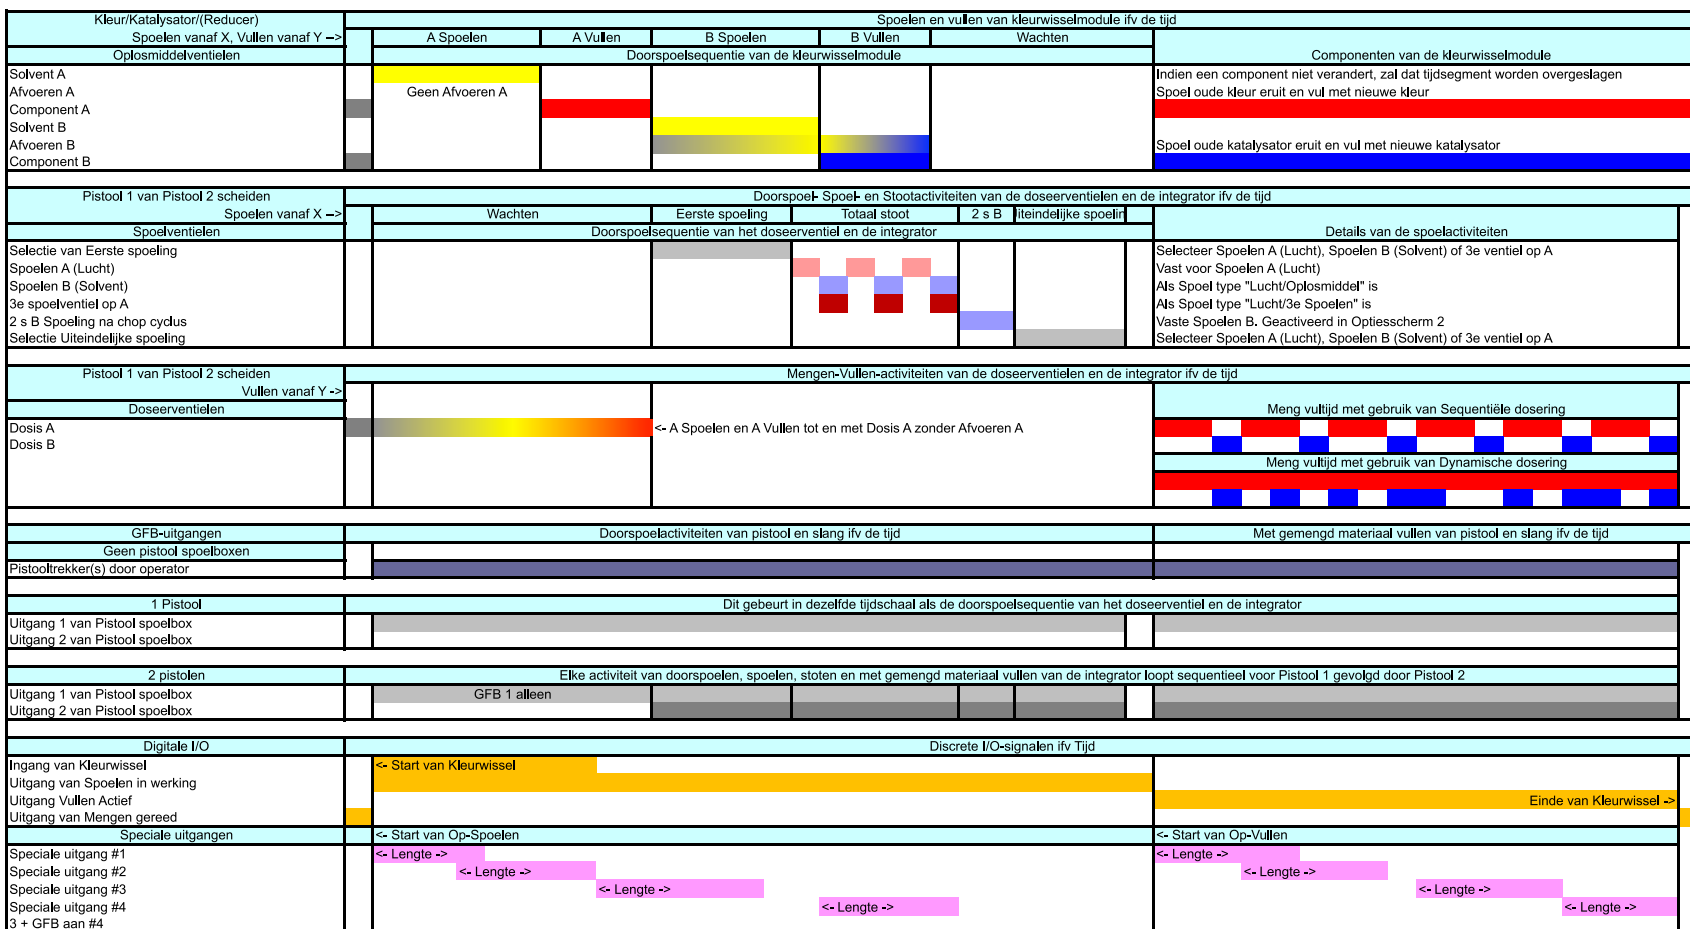 Kleur/Katalysator/(Reducer) Spoelen en vullen van kleurwisselmodule ifv de tijd
Spoelen vanaf X, Vullen vanaf Y --> A Spoelen A Vullen B Spoelen B Vullen Wachten
Oplosmiddelventielen Doorspoelsequentie van de kleurwisselmodule Componenten van de kleurwisselmodule
Solvent A Indien een component niet verandert, zal dat tijdsegment worden overgeslagen
Afvoeren A Geen Afvoeren A Spoel oude kleur eruit en vul met nieuwe kleur
Component A
Solvent B
Afvoeren B Spoel oude katalysator eruit en vul met nieuwe katalysator
Component B
Pistool 1 van Pistool 2 scheiden Doorspoel- Spoel- en Stootactiviteiten van de doseerventielen en de integrator ifv de tijd
Spoelen vanaf X --> Wachten Eerste spoeling Totaal stoot 2 s B Jiteindelijke spoelin
Spoelventielen Doorspoelsequentie van het doseerventiel en de integrator Details van de spoelactiviteiten
Selectie van Eerste spoeling Selecteer Spoelen A (Lucht), Spoelen B (Solvent) of 3e ventiel op A
Spoelen A (Lucht) Vast voor Spoelen A (Lucht)
Spoelen B (Solvent) Als Spoel type "Lucht/Oplosmiddel" is
3e spoelventiel op A Als Spoel type "Lucht/3e Spoelen" is
2 s B Spoeling na chop cyclus Vaste Spoelen B. Geactiveerd in Optiesscherm 2
Selectie Uiteindelijke spoeling Selecteer Spoelen A (Lucht), Spoelen B (Solvent) of 3e ventiel op A
Pistool 1 van Pistool 2 scheiden Mengen-Vullen-activiteiten van de doseerventielen en de integrator ifv de tijd
Vullen vanaf Y ->
Doseerventielen Meng vultijd met gebruik van Sequentiële dosering
Dosis A <- A Spoelen en A Vullen tot en met Dosis A zonder Afvoeren A
Dosis B
Meng vultijd met gebruik van Dynamische dosering
GFB-uitgangen Doorspoelactiviteiten van pistool en slang ifv de tijd Met gemengd materiaal vullen van pistool en slang ifv de tijd
Geen pistool spoelboxen
Pistooltrekker(s) door operator
1 Pistool Dit gebeurt in dezelfde tijdschaal als de doorspoelsequentie van het doseerventiel en de integrator
Uitgang 1 van Pistool spoelbox
Uitgang 2 van Pistool spoelbox
2 pistolen Elke activiteit van doorspoelen, spoelen, stoten en met gemengd materiaal vullen van de integrator loopt sequentieel voor Pistool 1 gevolgd door Pistool 2
Uitgang 1 van Pistool spoelbox GFB 1 alleen
Uitgang 2 van Pistool spoelbox
Digitale I/O Discrete I/O-signalen ifv Tijd
Ingang van Kleurwissel <- Start van Kleurwissel
Uitgang van Spoelen in werking
Uitgang Vullen Actief Einde van Kleurwissel ->
Uitgang van Mengen gereed
Speciale uitgangen <- Start van Op-Spoelen <- Start van Op-Vullen
Speciale uitgang #1 <- Lengte -> <- Lengte ->
Speciale uitgang #2 <- Lengte -> <- Lengte ->
Speciale uitgang #3 <- Lengte -> <- Lengte ->
Speciale uitgang #4 <- Lengte -> <- Lengte ->
3 + GFB aan #4